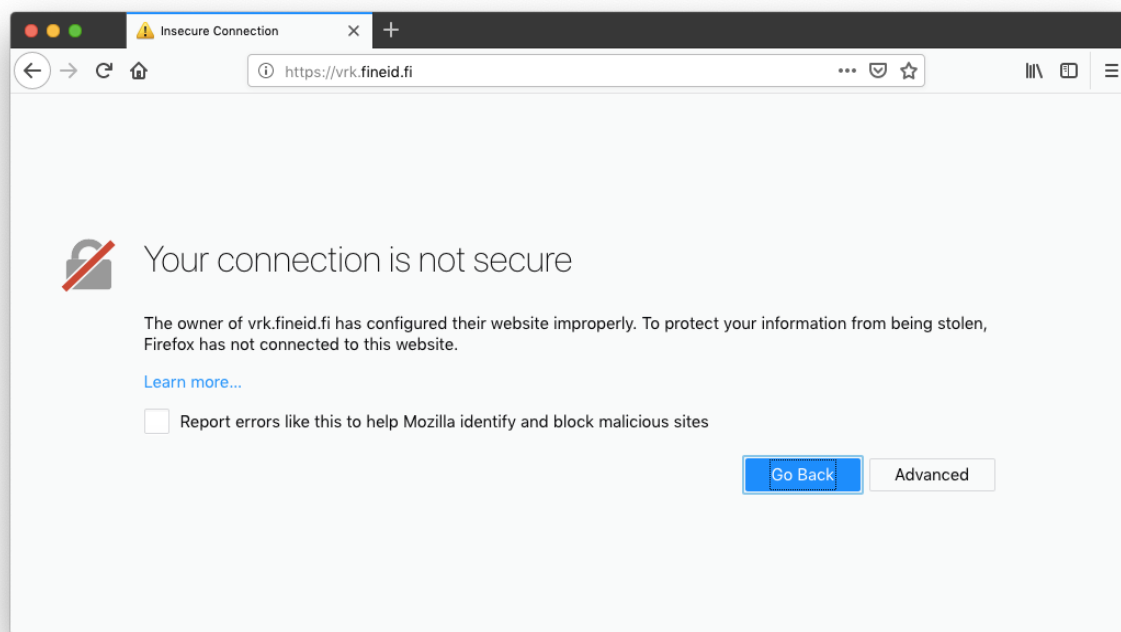 Insecure Connection
https://vrk.fineid.fi
Your connection is not secure
The owner of vrk.fineid.fi has configured their website improperly. To protect your information from being stolen,
Firefox has not connected to this website.
Learn more...
Report errors like this to help Mozilla identify and block malicious sites
Go Back Advanced